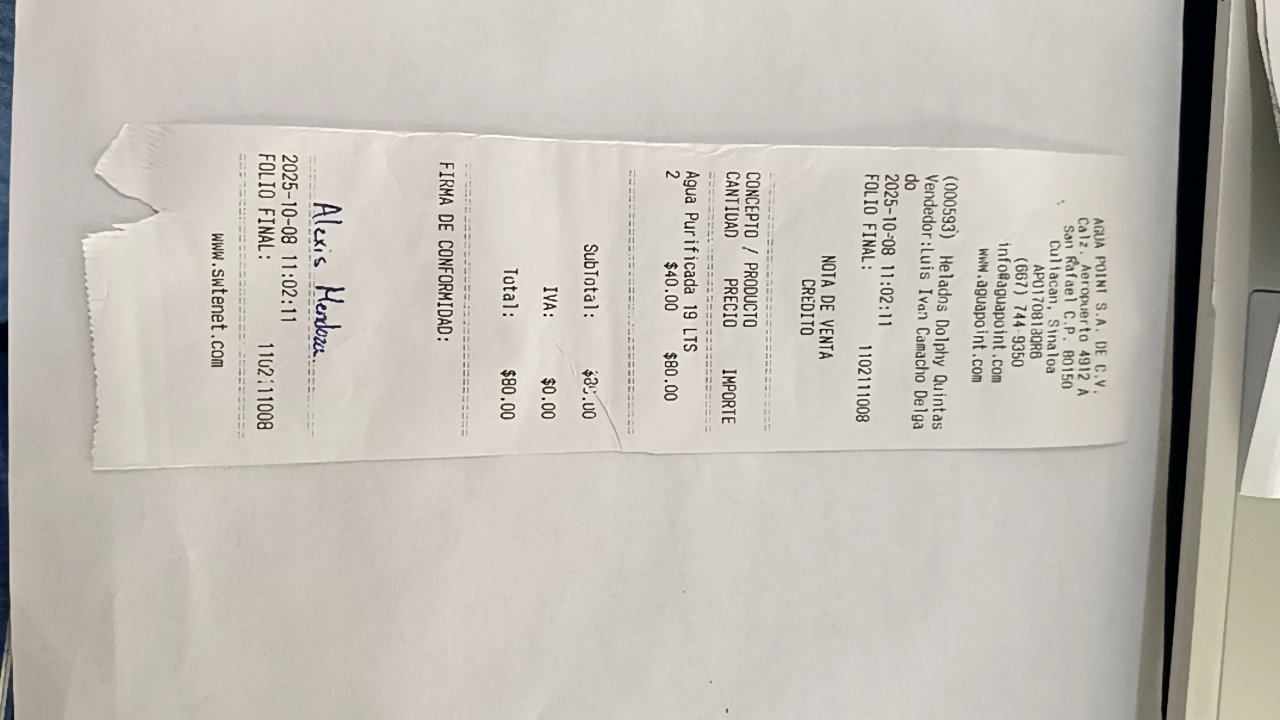 AGUA POINT S.A. DE C.V.
Calz. Aeropuerto 4912 A
San Rafael C.P. 80150
Culiacan, Sinaloa
APO170813QR6
(667) 744-9350
info@aguapoint.com
www.aguapoint.com
(000593) Helados Dolphy Quintas
Vendedor:Luis Ivan Camacho Delga
do
2025-10-08 11:02:11
FOLIO FINAL: 1102111008
NOTA DE VENTA
CREDITO
CONCEPTO / PRODUCTO
CANTIDAD PRECIO IMPORTE
Agua Purificada 19 LTS
2 $40.00 $80.00
SubTotal: $80.00
IVA: $0.00
Total: $80.00
FIRMA DE CONFORMIDAD:
Alexis Mendoza
2025-10-08 11:02:11
FOLIO FINAL: 1102111008
www.swtenet.com